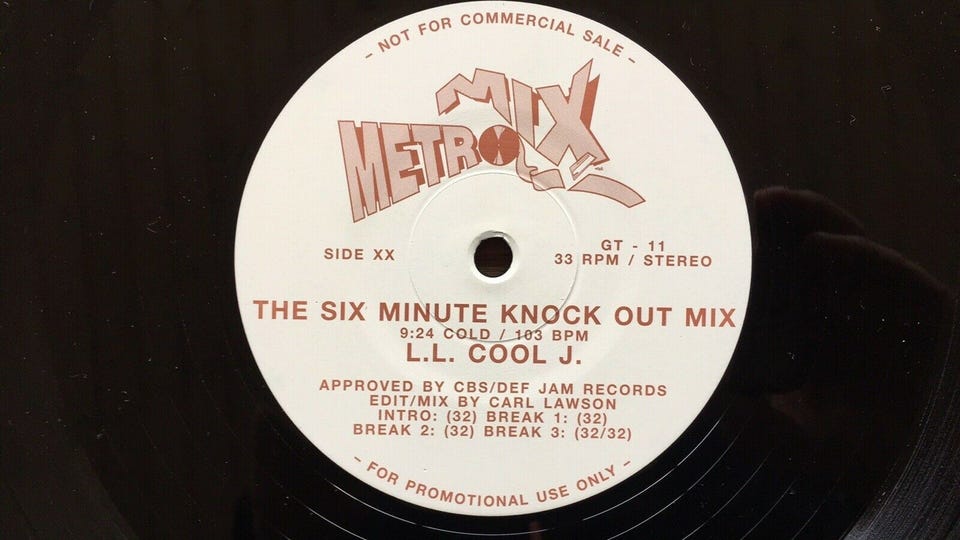 - NOT FOR COMMERCIAL SALE -
METRO MIX
SIDE XX
GT - 11
33 RPM / STEREO
THE SIX MINUTE KNOCK OUT MIX
9:24 COLD / 103 BPM
L.L. COOL J.
APPROVED BY CBS/DEF JAM RECORDS
EDIT/MIX BY CARL LAWSON
INTRO: (32) BREAK 1: (32)
BREAK 2: (32) BREAK 3: (32/32)
- FOR PROMOTIONAL USE ONLY -